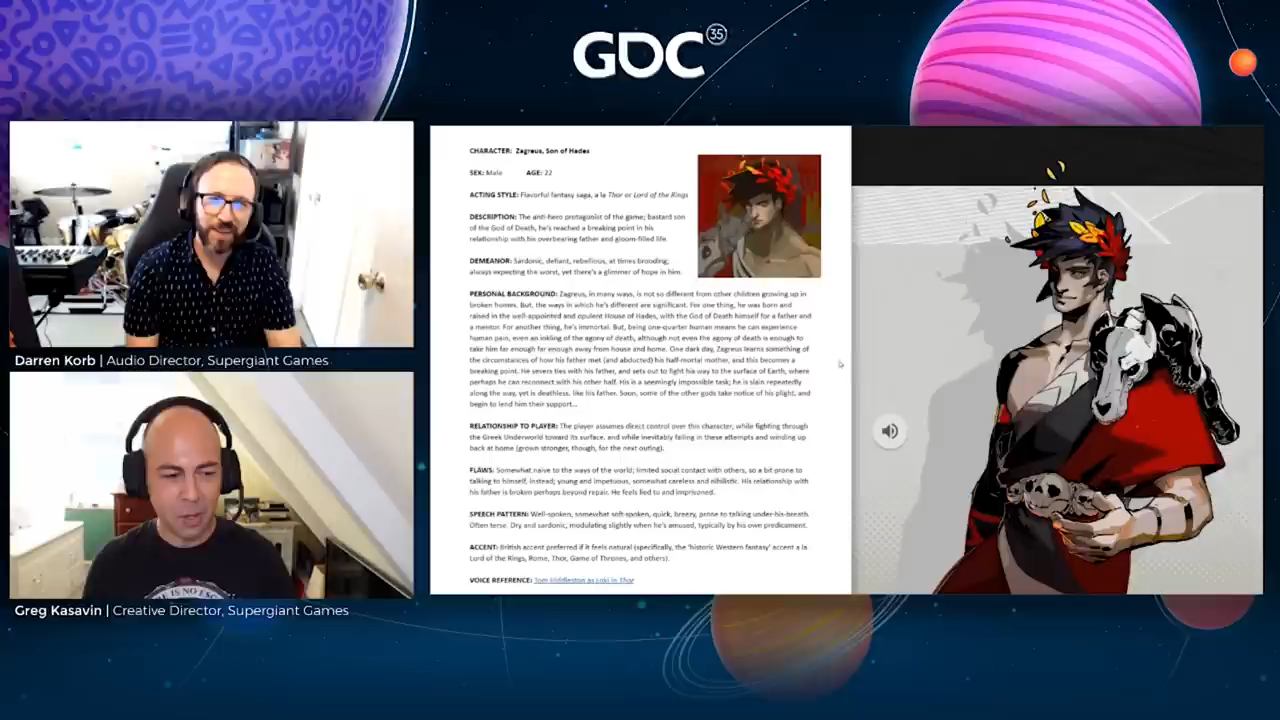 GDC 35
CHARACTER: Zagreus, Son of Hades
SEX: Male AGE: 22
ACTING STYLE: Flavorful fantasy saga, a la Thor or Lord of the Rings
DESCRIPTION: The anti-hero protagonist of the game; bastard son
of the God of Death, he's reached a breaking point in his
relationship with his overbearing father and gloom-filled life.
DEMEANOR: Sardonic, defiant, rebellious, at times brooding;
always expecting the worst, yet there's a glimmer of hope in him.
PERSONAL BACKGROUND: Zagreus, in many ways, is not so different from other children growing up in
broken homes. But, the ways in which he's different are significant. For one thing, he was born and
raised in the well-appointed and opulent House of Hades, with the God of Death himself for a father and
a mentor. For another thing, he's immortal. But, being one-quarter human means he can experience
human pain, even an inkling of the agony of death, although not even the agony of death is enough to
take him far enough far enough away from house and home. One dark day, Zagreus learns something of
the circumstances of how his father met (and abducted) his half-mortal mother, and this becomes a
breaking point. He severs ties with his father, and sets out to fight his way to the surface of Earth, where
perhaps he can reconnect with his other half. His is a seemingly impossible task; he is slain repeatedly
along the way, yet is deathless, like his father. Soon, some of the other gods take notice of his plight, and
begin to lend him their support...
RELATIONSHIP TO PLAYER: The player assumes direct control over this character, while fighting through
the Greek Underworld toward its surface, and while inevitably failing in these attempts and winding up
back at home (grown stronger, though, for the next outing).
FLAWS: Somewhat naive to the ways of the world; limited social contact with others, so a bit prone to
talking to himself, instead; young and impetuous, somewhat careless and nihilistic. His relationship with
his father is broken perhaps beyond repair. He feels lied to and imprisoned.
SPEECH PATTERN: Well-spoken, somewhat soft-spoken, quick, breezy, prone to talking under-his-breath.
Often terse. Dry and sardonic, modulating slightly when he's amused, typically by his own predicament.
ACCENT: British accent preferred if it feels natural (specifically, the 'historic Western fantasy' accent a la
Lord of the Rings, Rome, Thor, Game of Thrones, and others).
VOICE REFERENCE: Tom Hiddleston as Loki in Thor
Darren Korb | Audio Director, Supergiant Games
IS NO ESC
Greg Kasavin | Creative Director, Supergiant Games